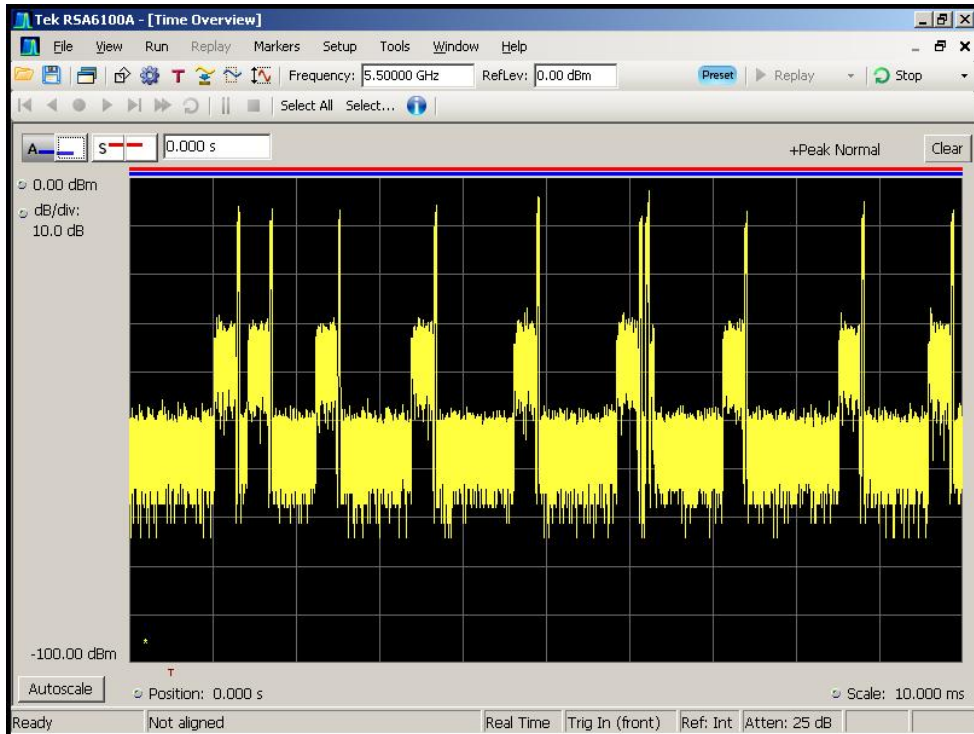 Tek RSA6100A - [Time Overview]
File View Run Replay Markers Setup Tools Window Help
T Frequency: 5.50000 GHz RefLev: 0.00 dBm Preset Replay Stop
Select All Select...
A S 0.000 s +Peak Normal Clear
0.00 dBm
dB/div:
10.0 dB
*
-100.00 dBm
T
Autoscale Position: 0.000 s Scale: 10.000 ms
Ready Not aligned Real Time Trig In (front) Ref: Int Atten: 25 dB